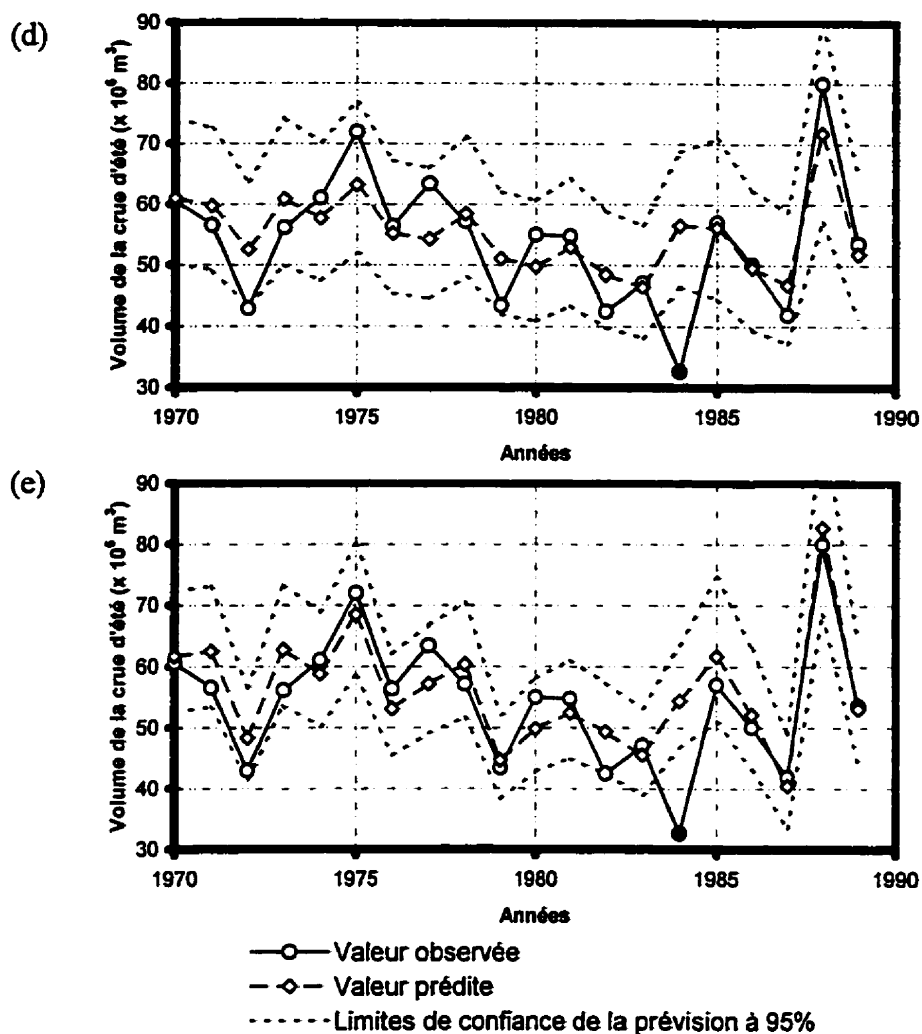 (d)
Volume de la crue d'été (x 10⁶ m³)
90
80
70
60
50
40
30
1970
1975
1980
1985
1990
Années
(e)
Volume de la crue d'été (x 10⁶ m³)
90
80
70
60
50
40
30
1970
1975
1980
1985
1990
Années
Valeur observée
Valeur prédite
Limites de confiance de la prévision à 95%